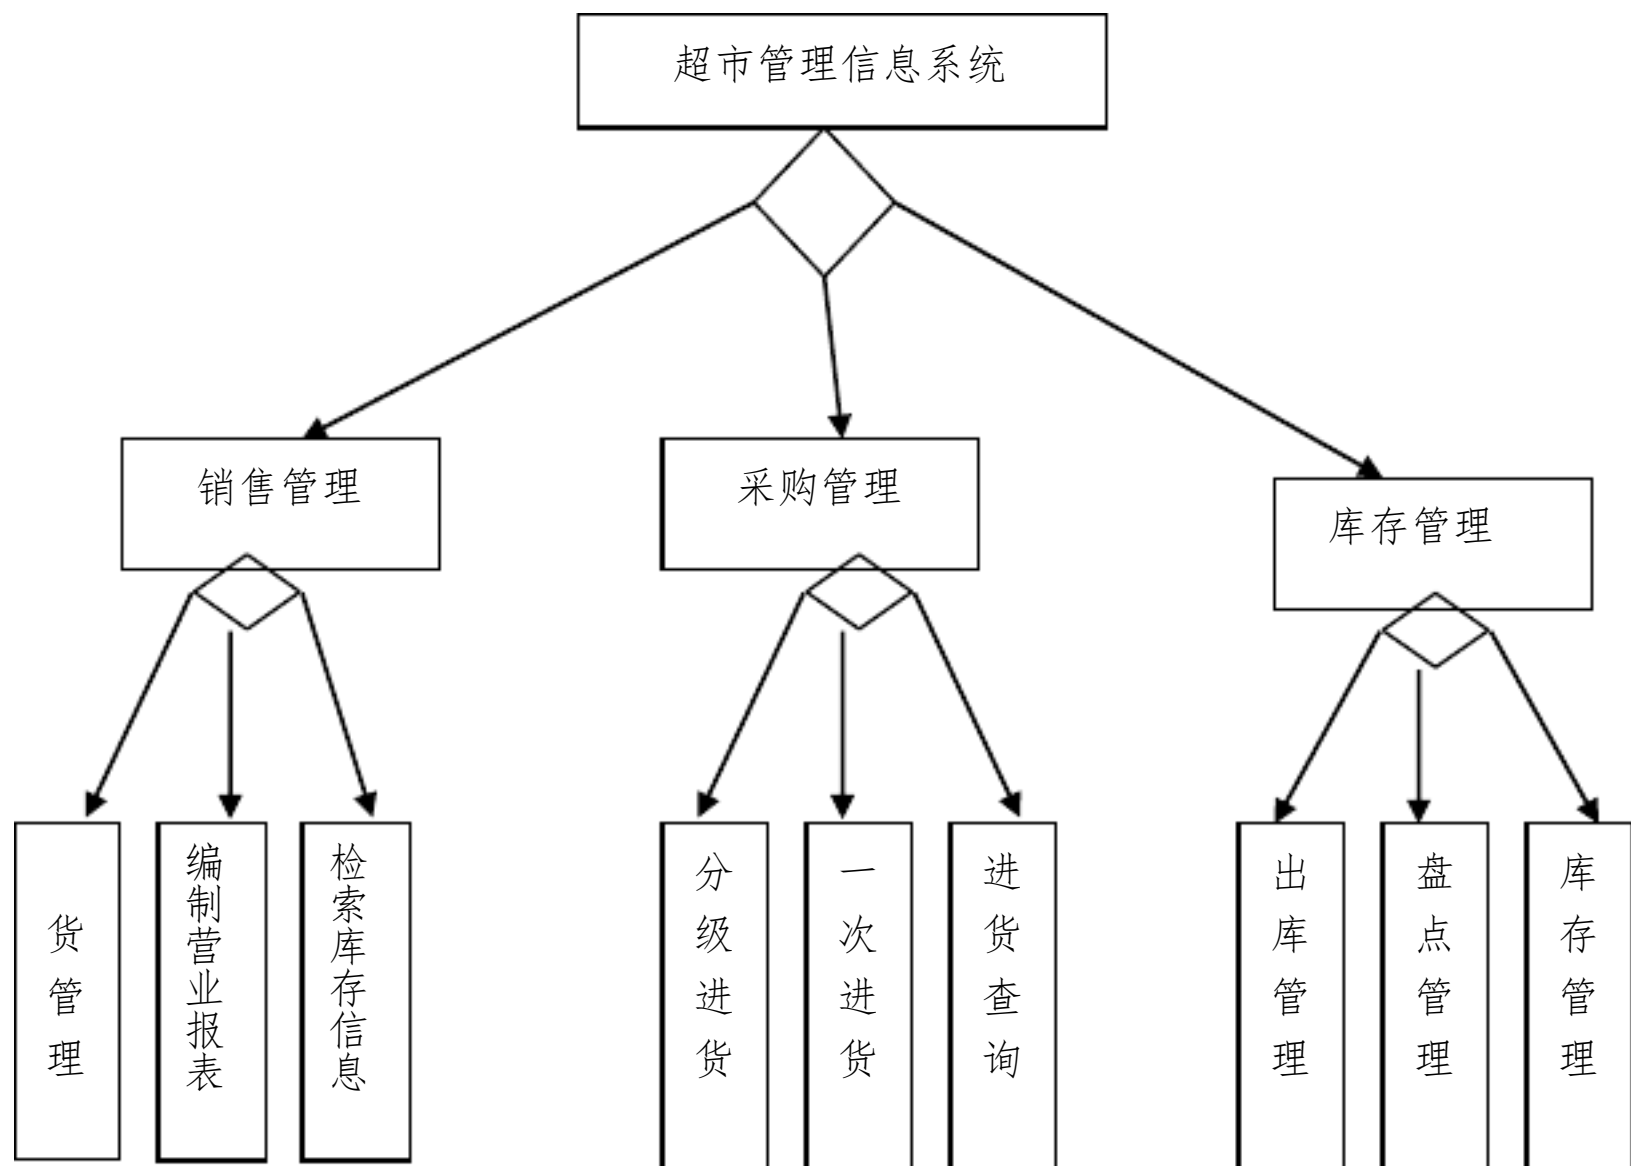 超市管理信息系统
销售管理
采购管理
库存管理
货管理
编制营业报表
检索库存信息
分级进货
一次进货
进货查询
出库管理
盘点管理
库存管理